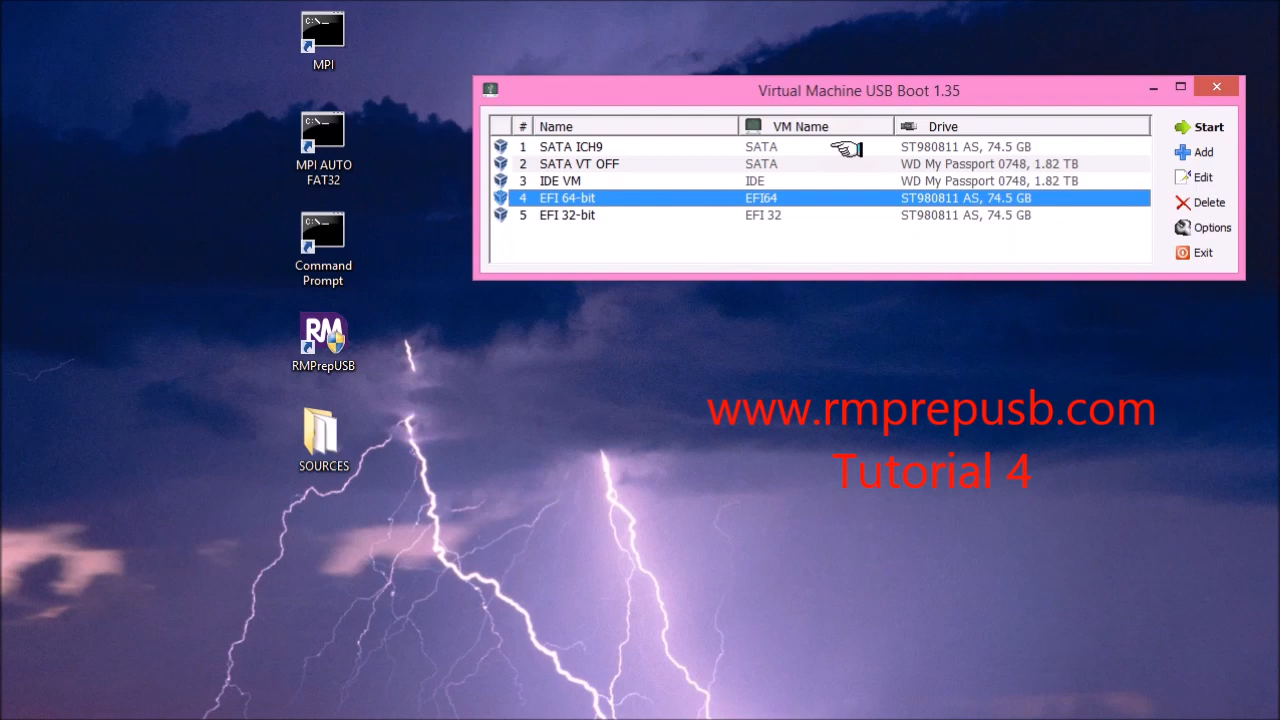 C:\_
MPI
C:\_
MPI AUTO
FAT32
C:\_
Command
Prompt
RM
RMPrepUSB
SOURCES
Virtual Machine USB Boot 1.35
# Name VM Name Drive
1 SATA ICH9 SATA ST980811 AS, 74.5 GB
2 SATA VT OFF SATA WD My Passport 0748, 1.82 TB
3 IDE VM IDE WD My Passport 0748, 1.82 TB
4 EFI 64-bit EFI64 ST980811 AS, 74.5 GB
5 EFI 32-bit EFI 32 ST980811 AS, 74.5 GB
Start
Add
Edit
Delete
Options
Exit
www.rmprepusb.com
Tutorial 4